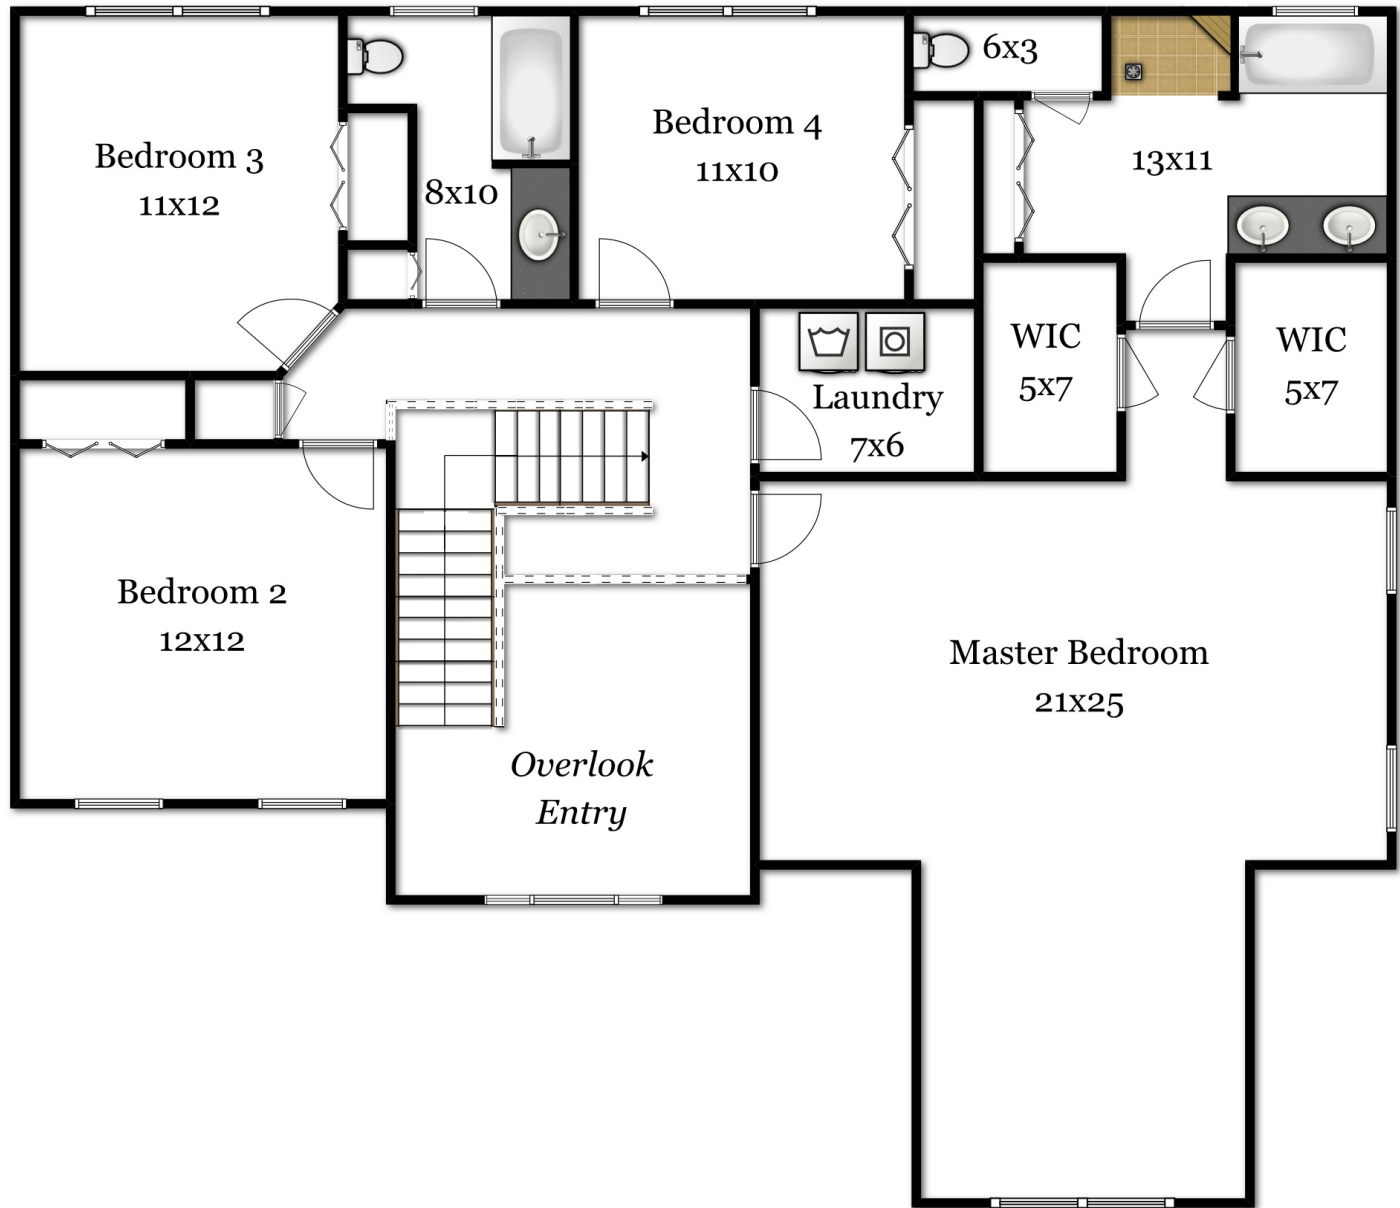 6x3
Bedroom 3
11x12
8x10
Bedroom 4
11x10
13x11
WIC
5x7
WIC
5x7
Laundry
7x6
Bedroom 2
12x12
Master Bedroom
21x25
Overlook
Entry